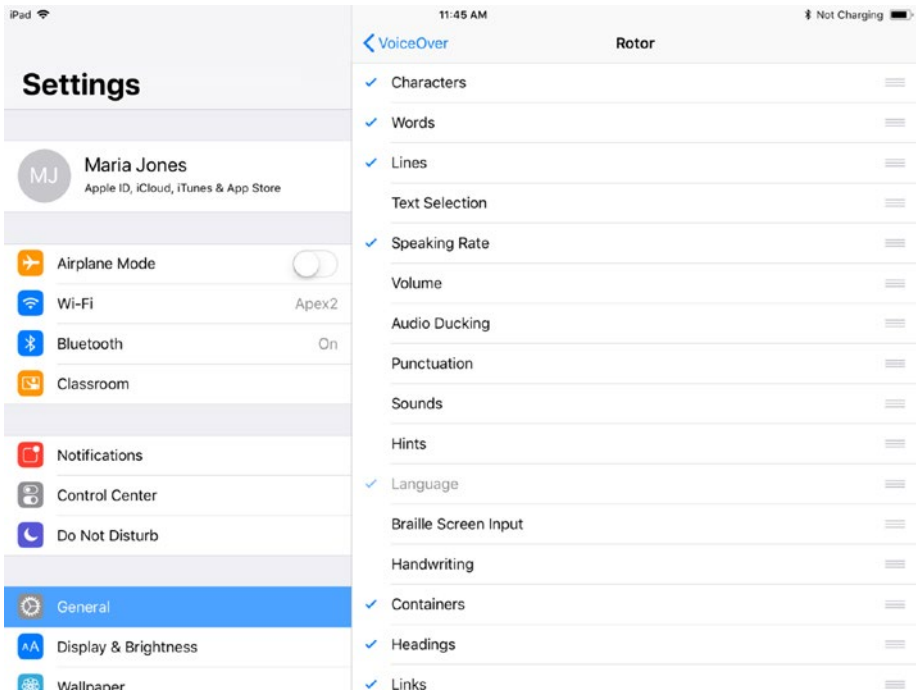 iPad
11:45 AM
Not Charging
Settings
MJ
Maria Jones
Apple ID, iCloud, iTunes & App Store
Airplane Mode
Wi-Fi Apex2
Bluetooth On
Classroom
Notifications
Control Center
Do Not Disturb
General
AA Display & Brightness
Wallpaper
VoiceOver
Rotor
Characters
Words
Lines
Text Selection
Speaking Rate
Volume
Audio Ducking
Punctuation
Sounds
Hints
Language
Braille Screen Input
Handwriting
Containers
Headings
Links